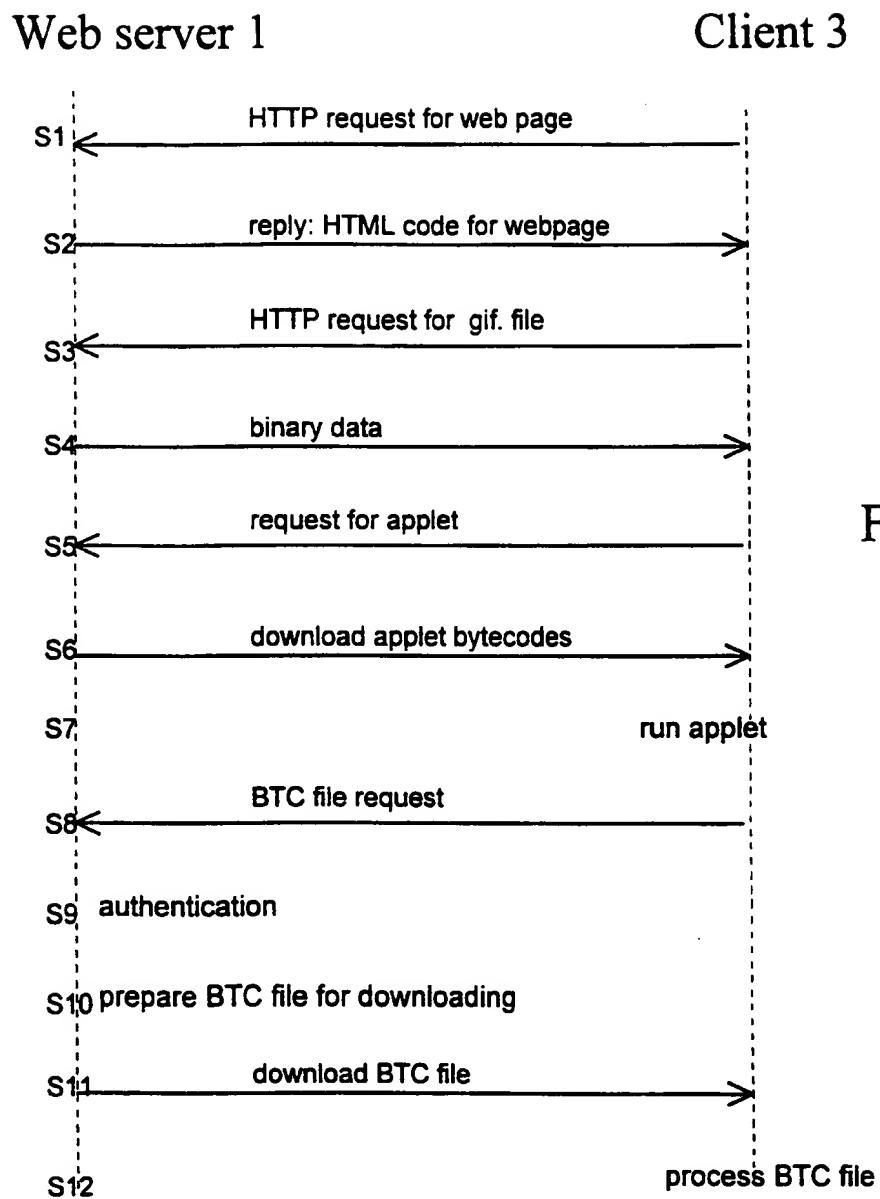 Web server 1 Client 3
S1 HTTP request for web page
S2 reply: HTML code for webpage
S3 HTTP request for gif. file
S4 binary data
S5 request for applet
F
S6 download applet bytecodes
S7 run applet
S8 BTC file request
S9 authentication
S10 prepare BTC file for downloading
S11 download BTC file
S12 process BTC file